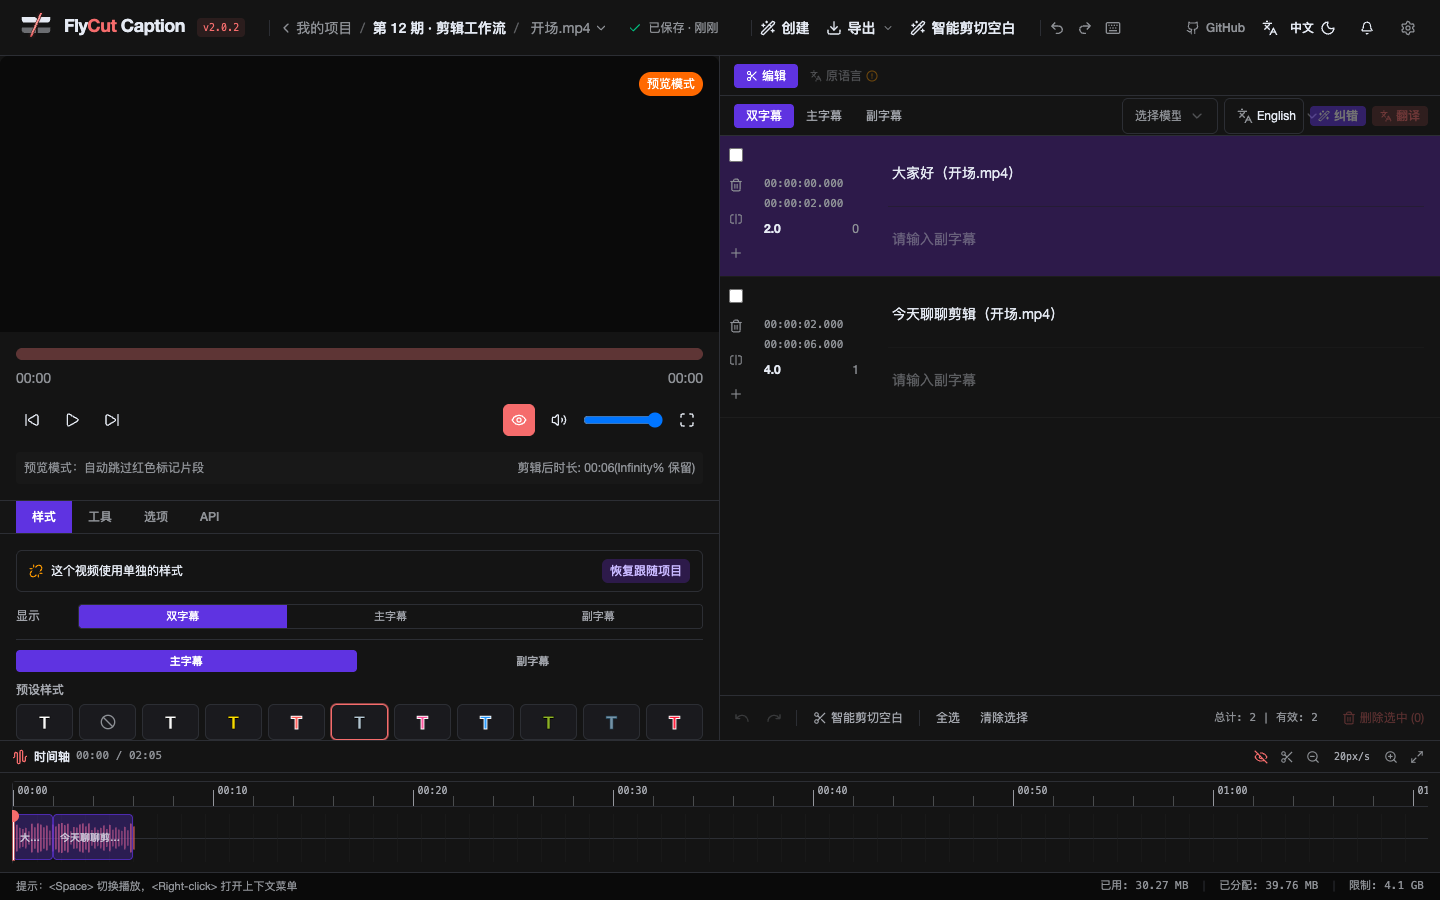 FlyCut Caption v2.0.2 我的项目 / 第 12 期 · 剪辑工作流 / 开场.mp4 已保存 · 刚刚 创建 导出 智能剪切空白 GitHub 中文
预览模式
00:00 00:00
预览模式：自动跳过红色标记片段 剪辑后时长: 00:06(Infinity% 保留)
样式 工具 选项 API
这个视频使用单独的样式 恢复跟随项目
显示 双字幕 主字幕 副字幕
主字幕 副字幕
预设样式
T T T T T T T T T T
编辑 原语言
双字幕 主字幕 副字幕 选择模型 English 纠错 翻译
大家好（开场.mp4）
00:00:00.000
00:00:02.000
2.0 0
请输入副字幕
今天聊聊剪辑（开场.mp4）
00:00:02.000
00:00:06.000
4.0 1
请输入副字幕
智能剪切空白 全选 清除选择 总计: 2 | 有效: 2 删除选中 (0)
时间轴 00:00 / 02:05 20px/s
00:00 00:10 00:20 00:30 00:40 00:50 01:00 01
大... 今天聊聊剪...
提示：<Space> 切换播放，<Right-click> 打开上下文菜单 已用: 30.27 MB 已分配: 39.76 MB 限制: 4.1 GB